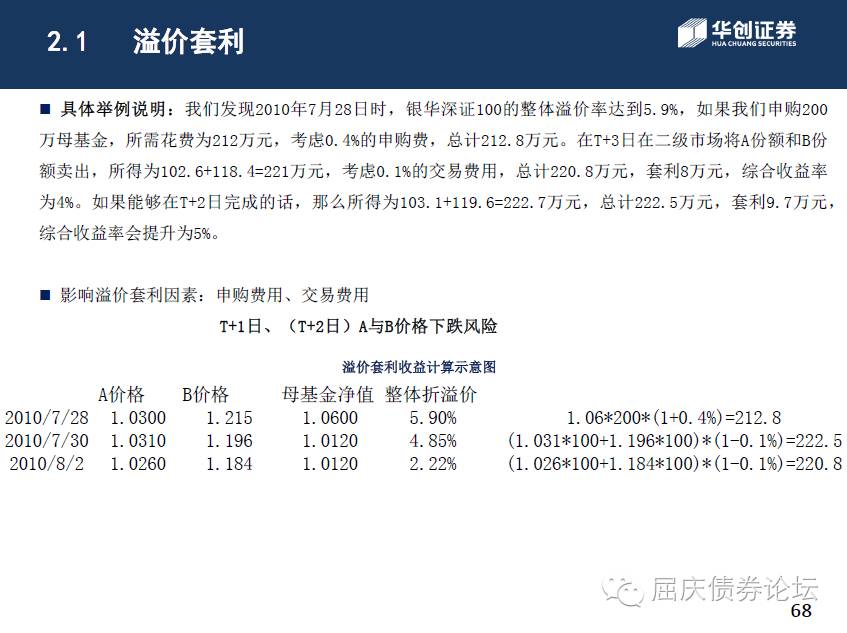 2.1 溢价套利
华创证券
HUA CHUANG SECURITIES
■ 具体举例说明：我们发现2010年7月28日时，银华深证100的整体溢价率达到5.9%，如果我们申购200
万母基金，所需花费为212万元，考虑0.4%的申购费，总计212.8万元。在T+3日在二级市场将A份额和B份
额卖出，所得为102.6+118.4=221万元，考虑0.1%的交易费用，总计220.8万元，套利8万元，综合收益率
为4%。如果能够在T+2日完成的话，那么所得为103.1+119.6=222.7万元，总计222.5万元，套利9.7万元，
综合收益率会提升为5%。
■ 影响溢价套利因素：申购费用、交易费用
T+1日、（T+2日）A与B价格下跌风险
溢价套利收益计算示意图
A价格 B价格 母基金净值 整体折溢价
2010/7/28 1.0300 1.215 1.0600 5.90% 1.06*200*(1+0.4%)=212.8
2010/7/30 1.0310 1.196 1.0120 4.85% (1.031*100+1.196*100)*(1-0.1%)=222.5
2010/8/2 1.0260 1.184 1.0120 2.22% (1.026*100+1.184*100)*(1-0.1%)=220.8
屈庆债券论坛
68